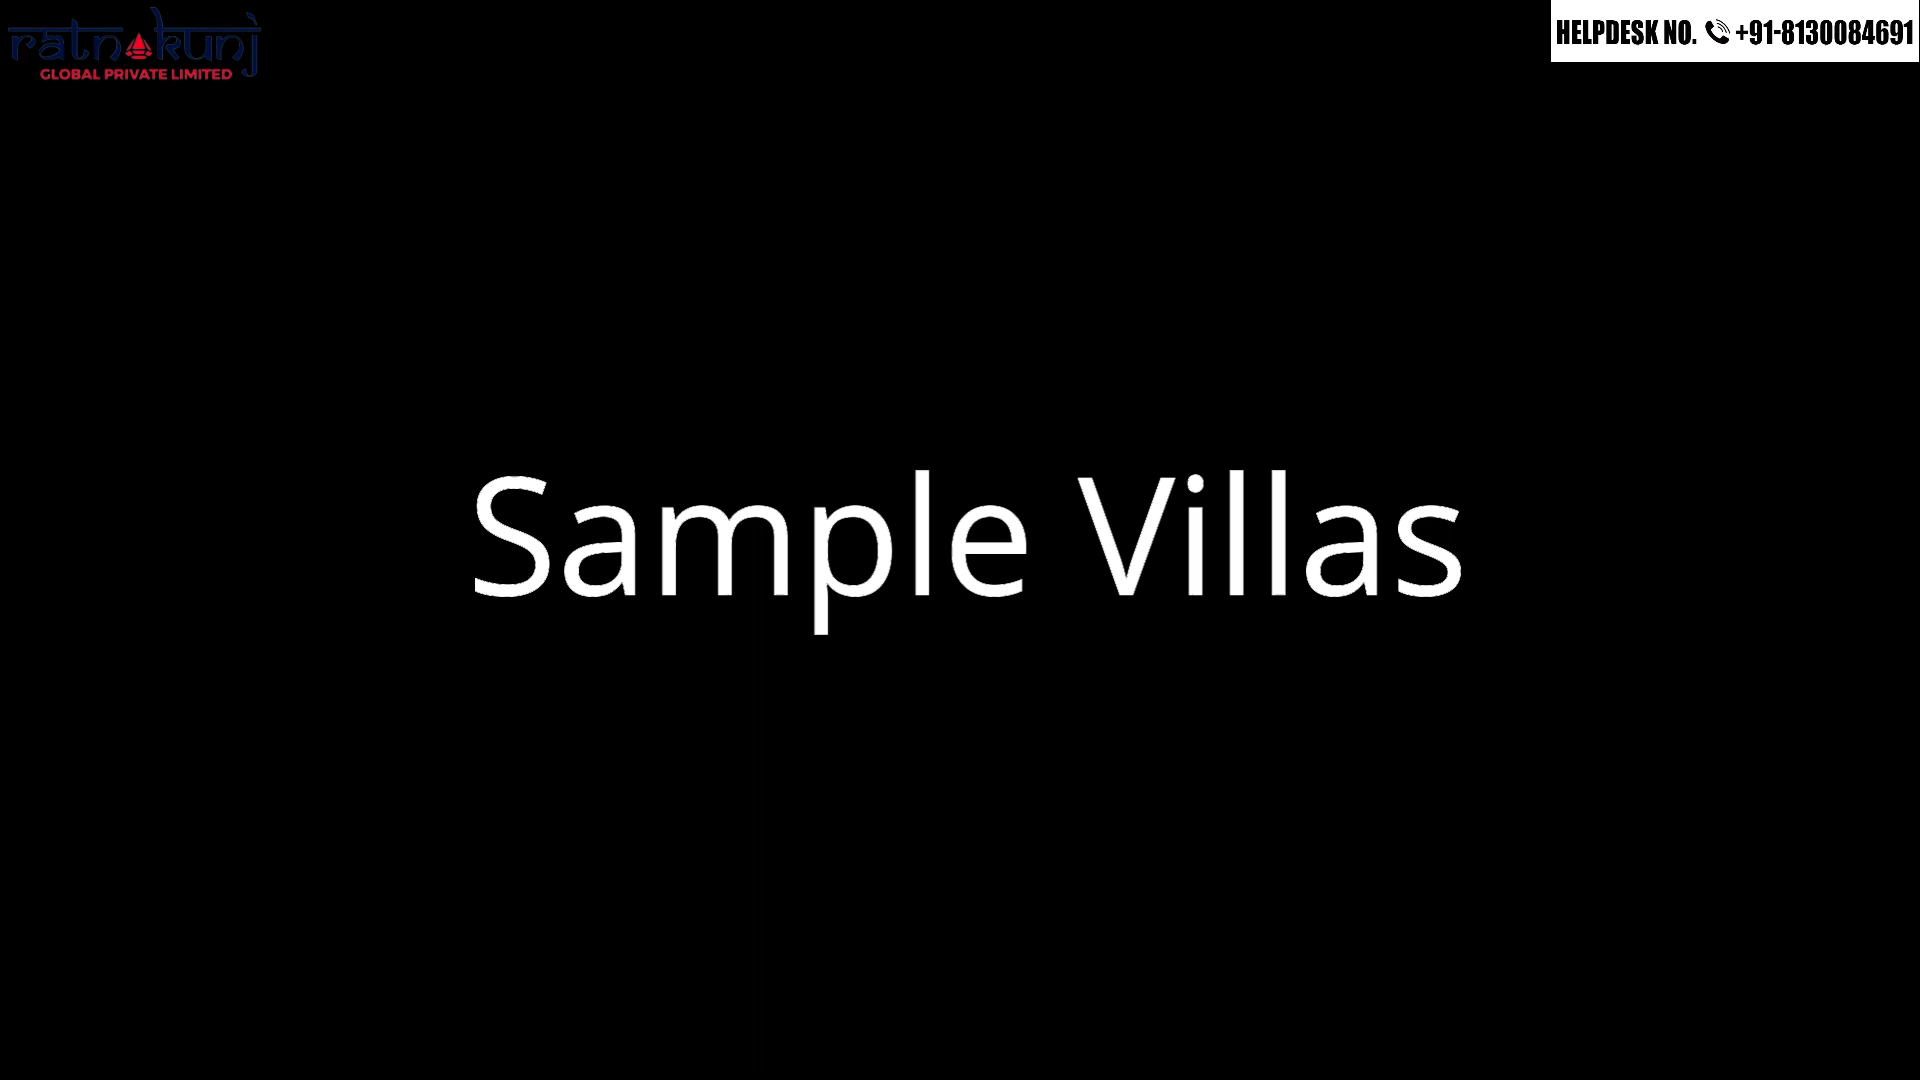 ratnakunj
GLOBAL PRIVATE LIMITED
HELPDESK NO. +91-8130084691
Sample Villas